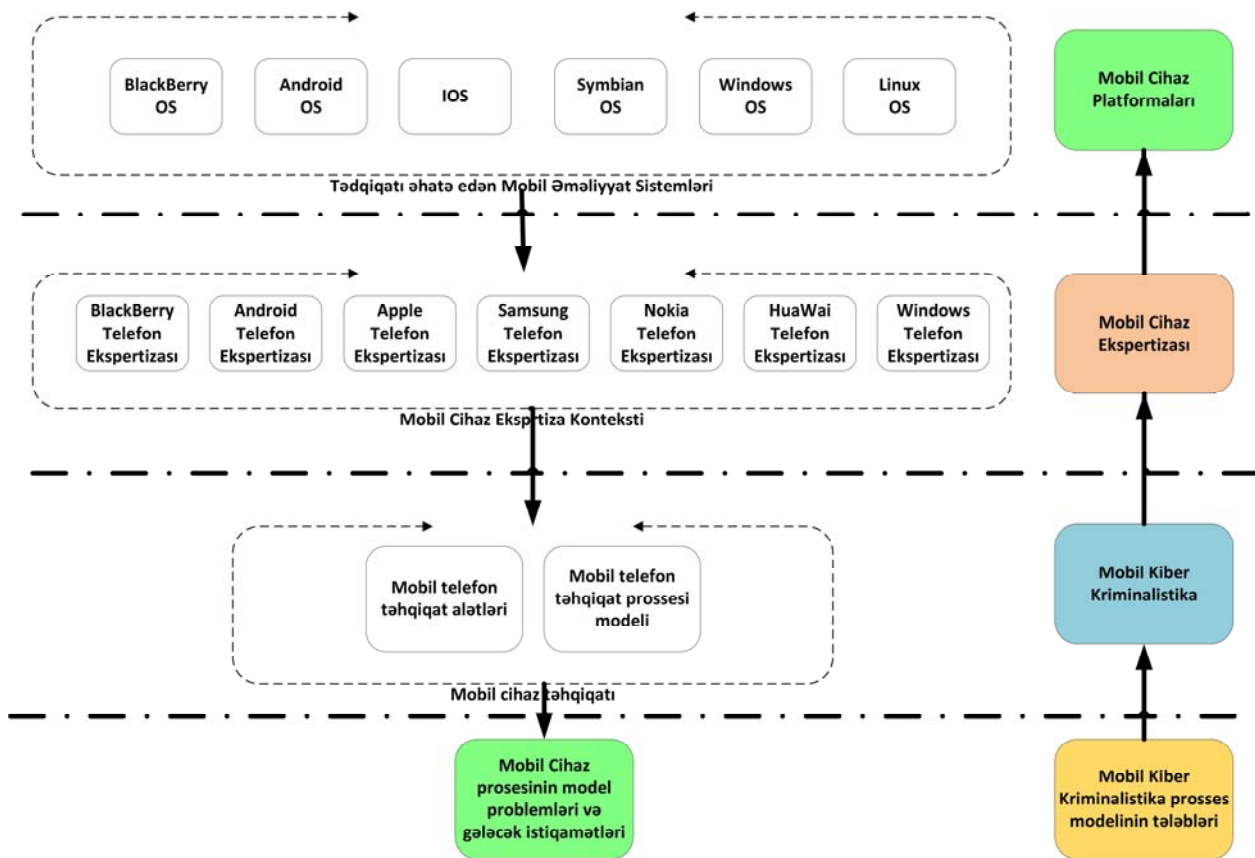 BlackBerry
OS
Android
OS
IOS
Symbian
OS
Windows
OS
Linux
OS
Mobil Cihaz
Platformaları
Tədqiqatı əhatə edən Mobil Əməliyyat Sistemləri
BlackBerry
Telefon
Ekspertizası
Android
Telefon
Ekspertizası
Apple
Telefon
Ekspertizası
Samsung
Telefon
Ekspertizası
Nokia
Telefon
Ekspertizası
HuaWai
Telefon
Ekspertizası
Windows
Telefon
Ekspertizası
Mobil Cihaz
Ekspertizası
Mobil Cihaz Eksprtiza Konteksti
Mobil telefon
təhqiqat alətləri
Mobil telefon
təhqiqat prossesi
modeli
Mobil Kiber
Kriminalistika
Mobil cihaz təhqiqatı
Mobil Cihaz
prosesinin model
problemləri və
gələcək istiqamətləri
Mobil Kiber
Kriminalistika prosses
modelinin tələbləri